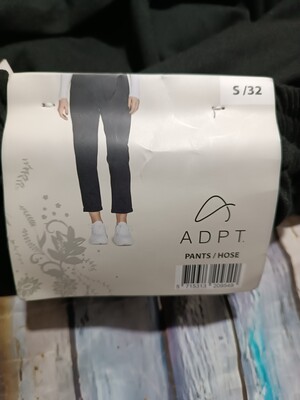 S /32
ADPT.
PANTS / HOSE